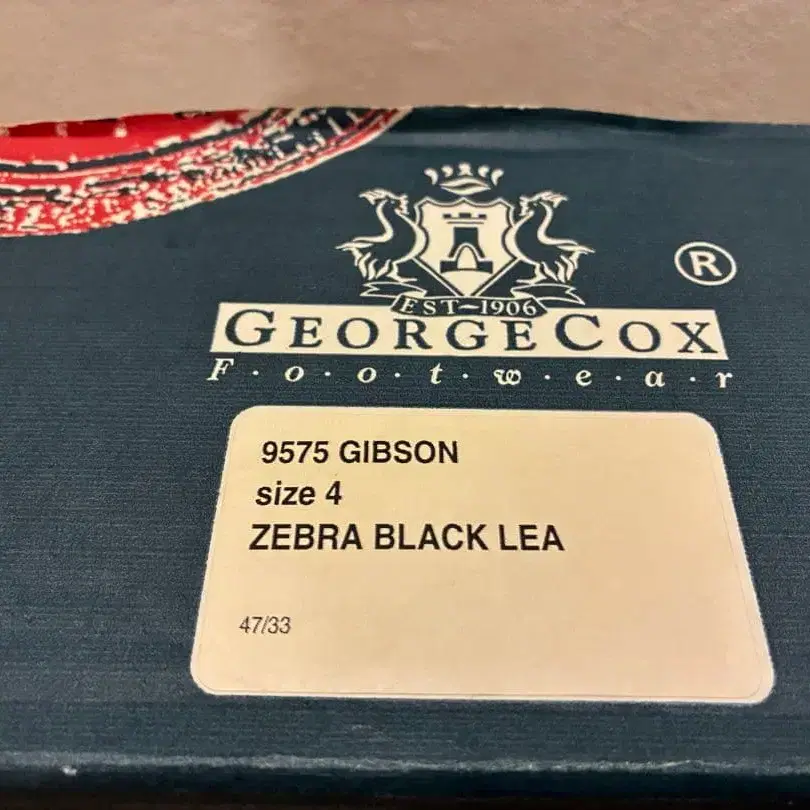 EST-1906
GEORGE COX
®
F·o·o·t·w·e·a·r
9575 GIBSON
size 4
ZEBRA BLACK LEA
47/33